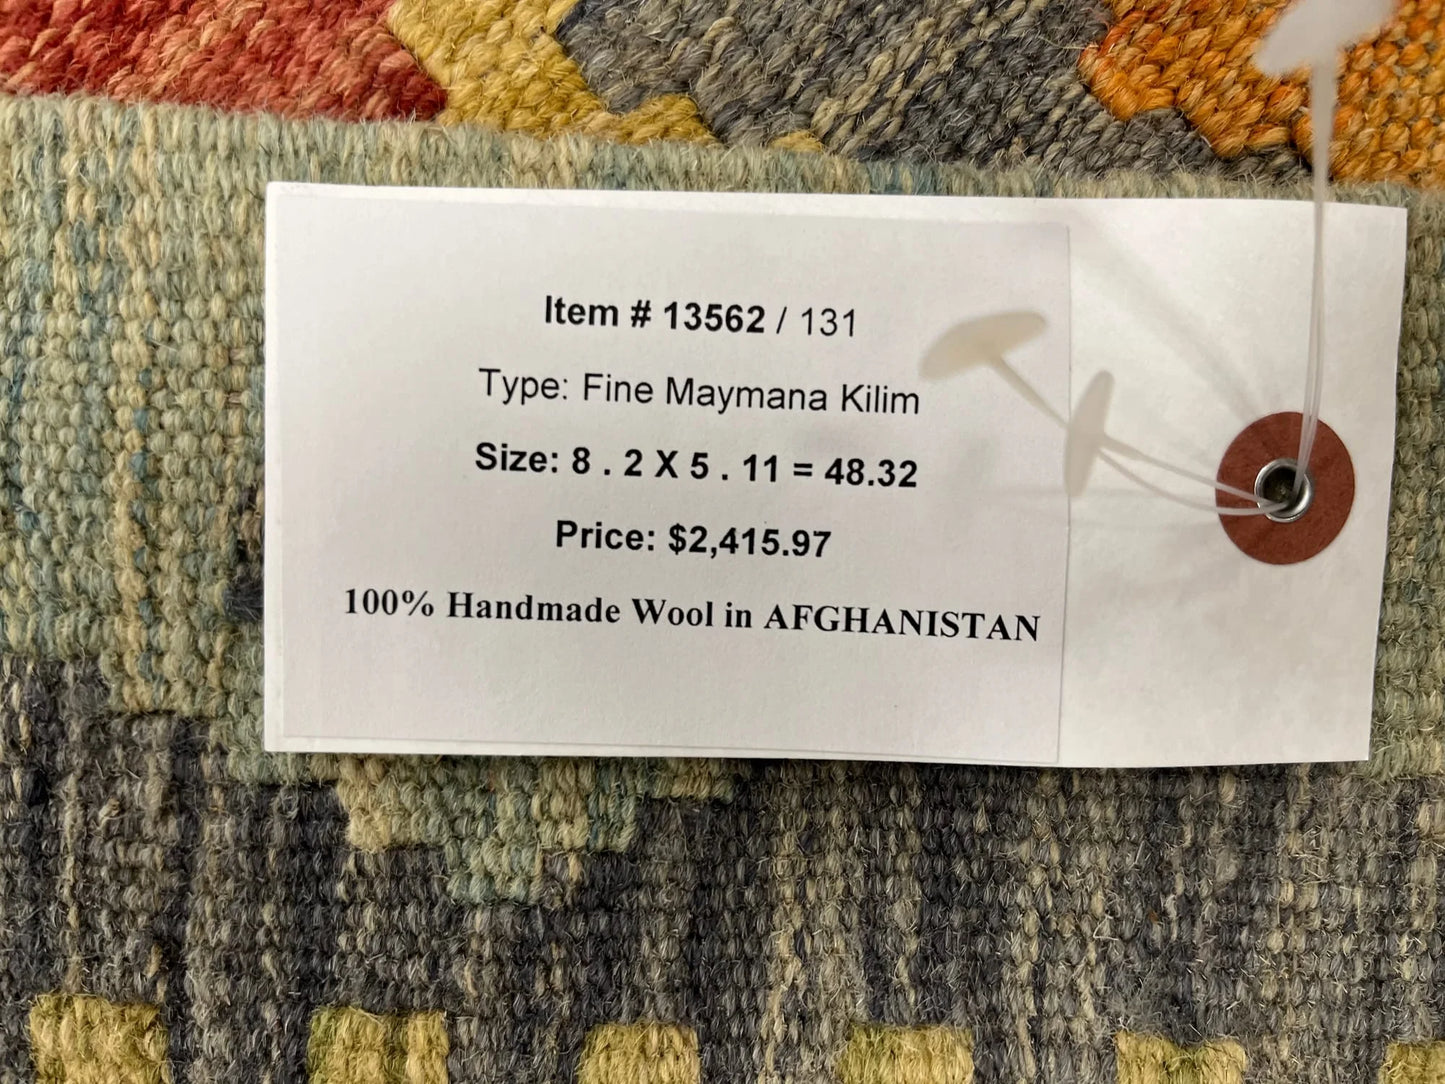 Item # 13562 / 131
Type: Fine Maymana Kilim
Size: 8 . 2 X 5 . 11 = 48.32
Price: $2,415.97
100% Handmade Wool in AFGHANISTAN